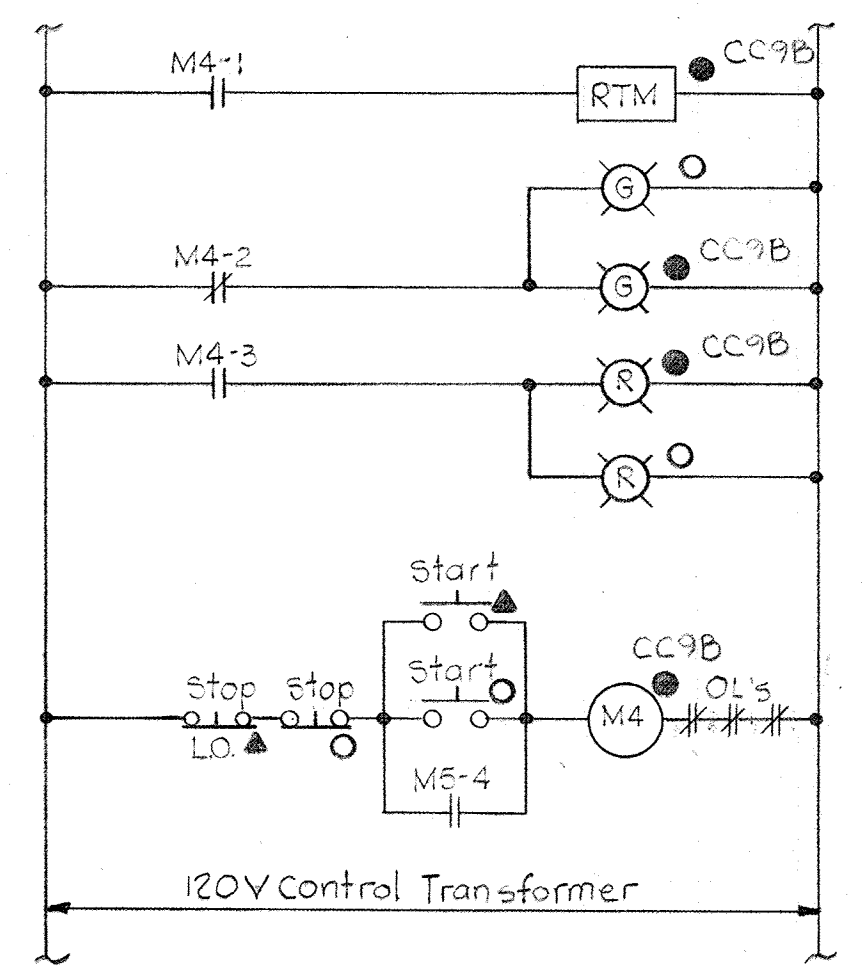 M4-1
CC9B
RTM
G
M4-2
CC9B
G
M4-3
CC9B
R
R
Start
Start
CC9B
Stop
Stop
OL's
M4
L.O.
M5-4
120V Control Transformer